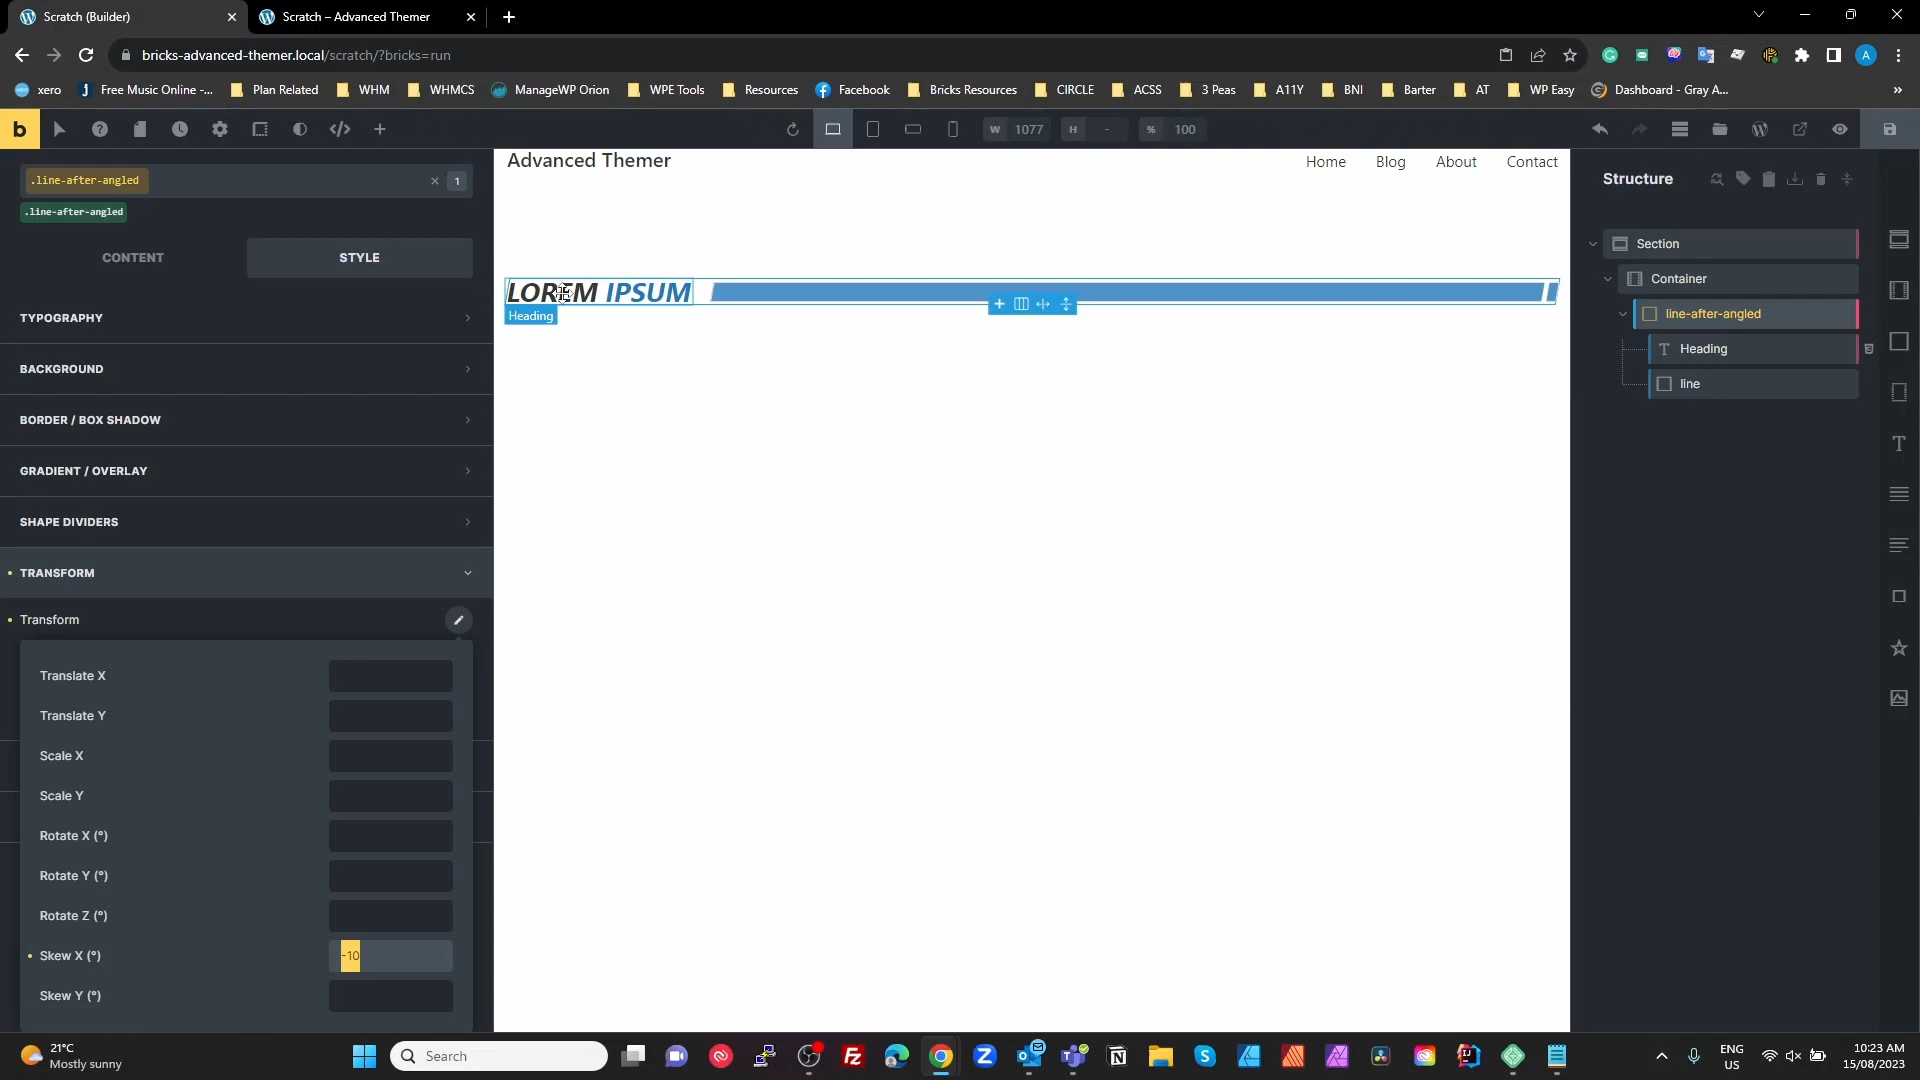 Scratch (Builder)
Scratch – Advanced Themer
bricks-advanced-themer.local/scratch/?bricks=run
xero
Free Music Online -...
Plan Related
WHM
WHMCS
ManageWP Orion
WPE Tools
Resources
Facebook
Bricks Resources
CIRCLE
ACSS
3 Peas
A11Y
BNI
Barter
AT
WP Easy
Dashboard - Gray A...
b
W 1077
H -
% 100
.line-after-angled
1
.line-after-angled
CONTENT
STYLE
TYPOGRAPHY
BACKGROUND
BORDER / BOX SHADOW
GRADIENT / OVERLAY
SHAPE DIVIDERS
TRANSFORM
Transform
Translate X
Translate Y
Scale X
Scale Y
Rotate X (°)
Rotate Y (°)
Rotate Z (°)
Skew X (°)
-10
Skew Y (°)
Advanced Themer
Home
Blog
About
Contact
LOREM IPSUM
Heading
Structure
Section
Container
line-after-angled
Heading
line
21°C
Mostly sunny
Search
ENG
US
10:23 AM
15/08/2023